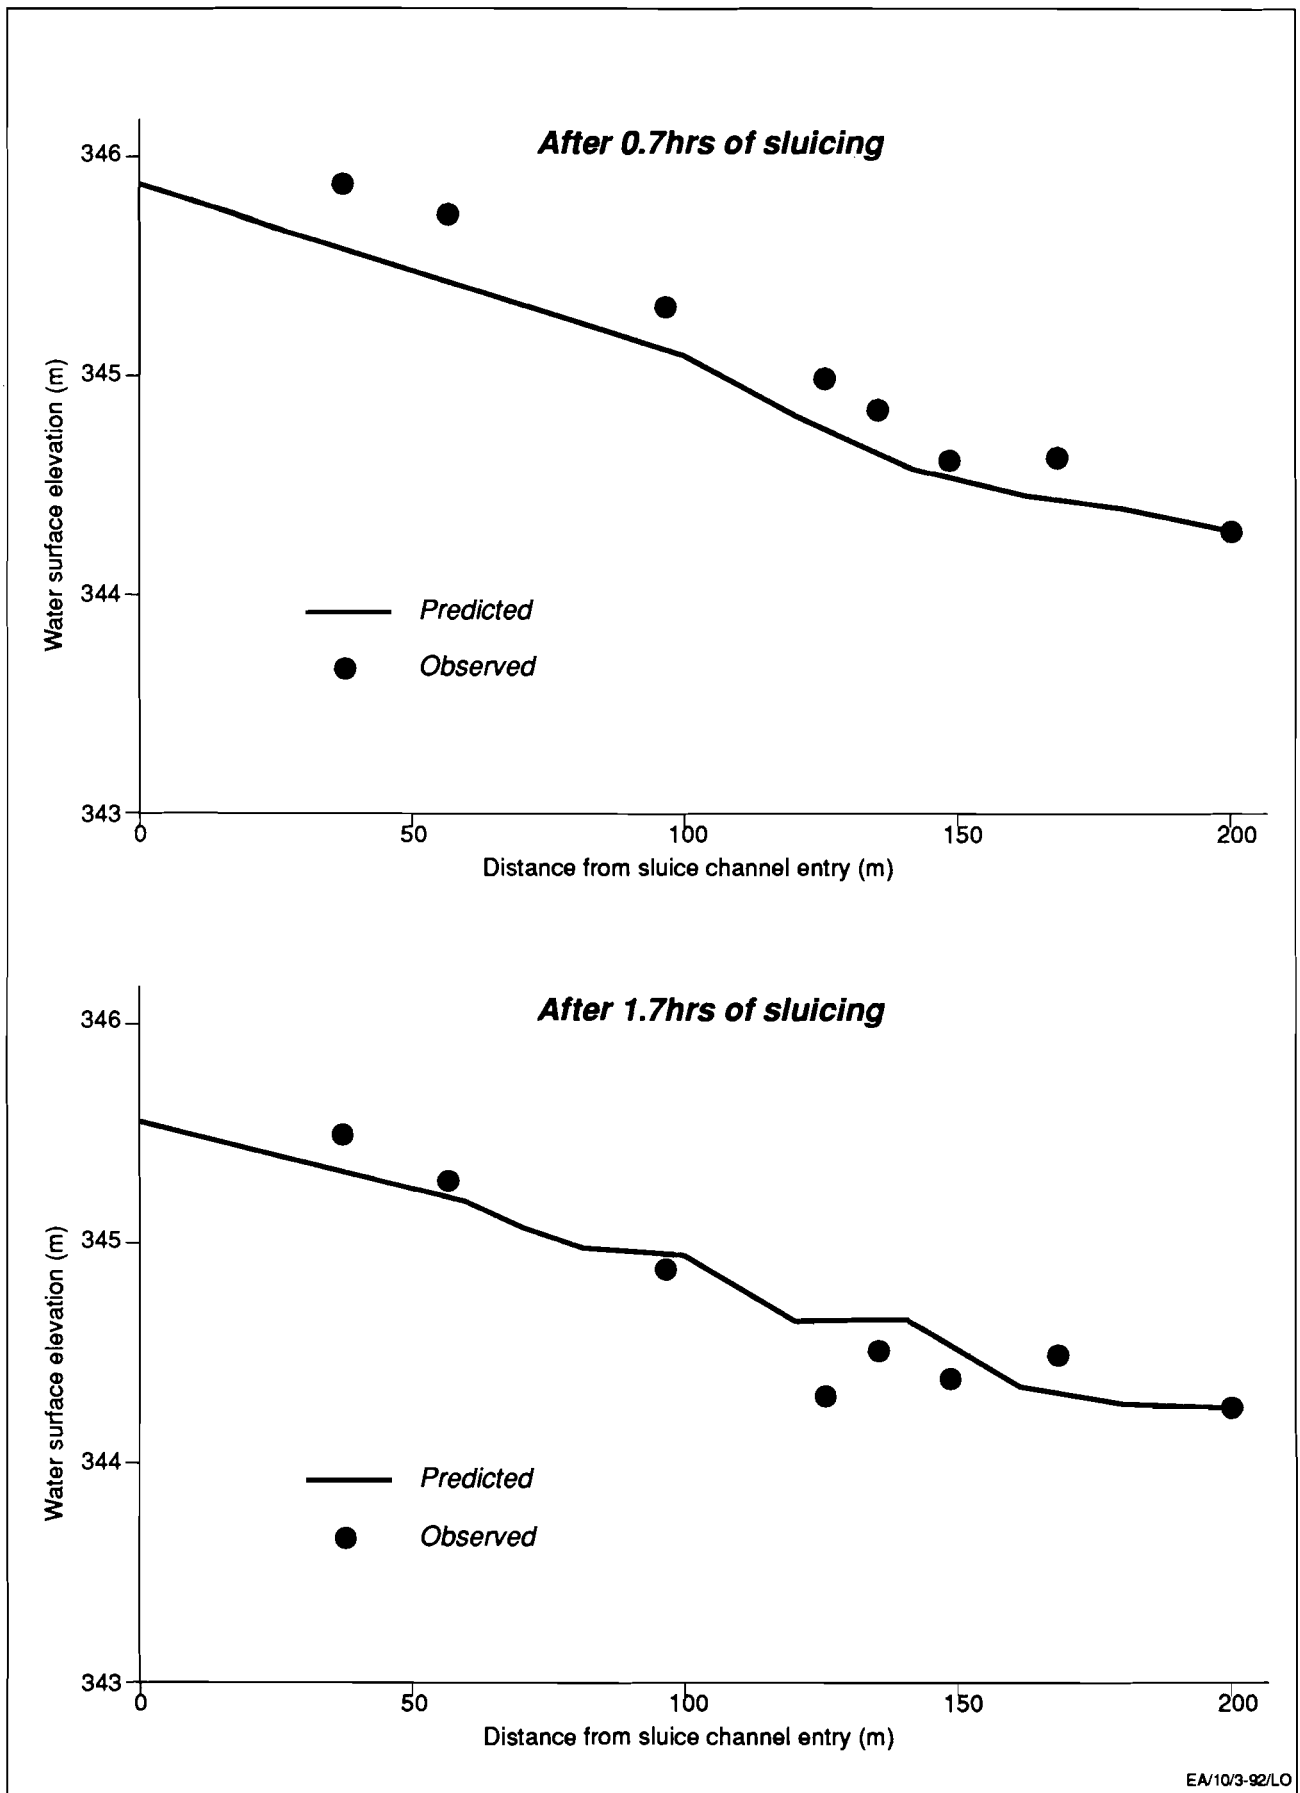 After 0.7hrs of sluicing
346
345
344
343
Water surface elevation (m)
Predicted
Observed
0 50 100 150 200
Distance from sluice channel entry (m)
After 1.7hrs of sluicing
346
345
344
343
Water surface elevation (m)
Predicted
Observed
0 50 100 150 200
Distance from sluice channel entry (m)
EA/10/3-92/LO